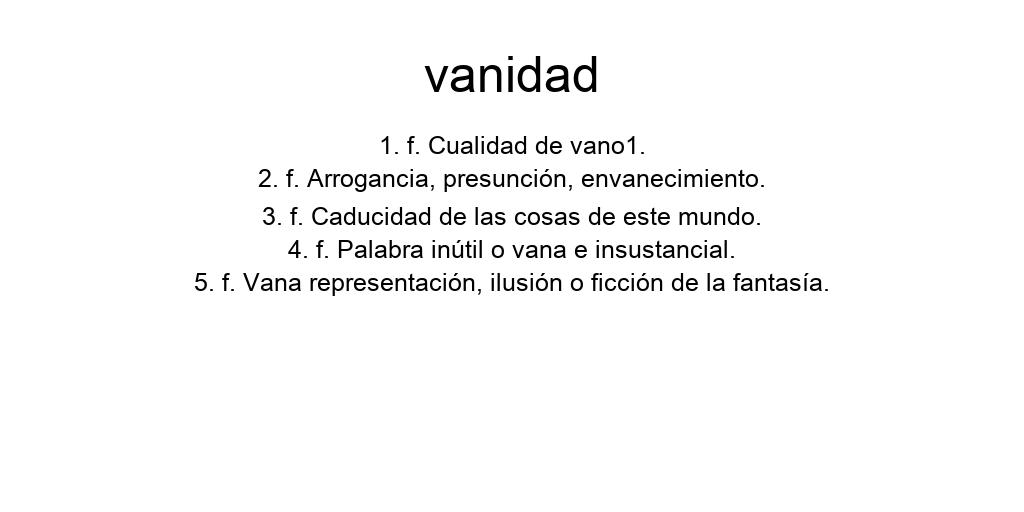 vanidad
1. f. Cualidad de vano1.
2. f. Arrogancia, presunción, envanecimiento.
3. f. Caducidad de las cosas de este mundo.
4. f. Palabra inútil o vana e insustancial.
5. f. Vana representación, ilusión o ficción de la fantasía.